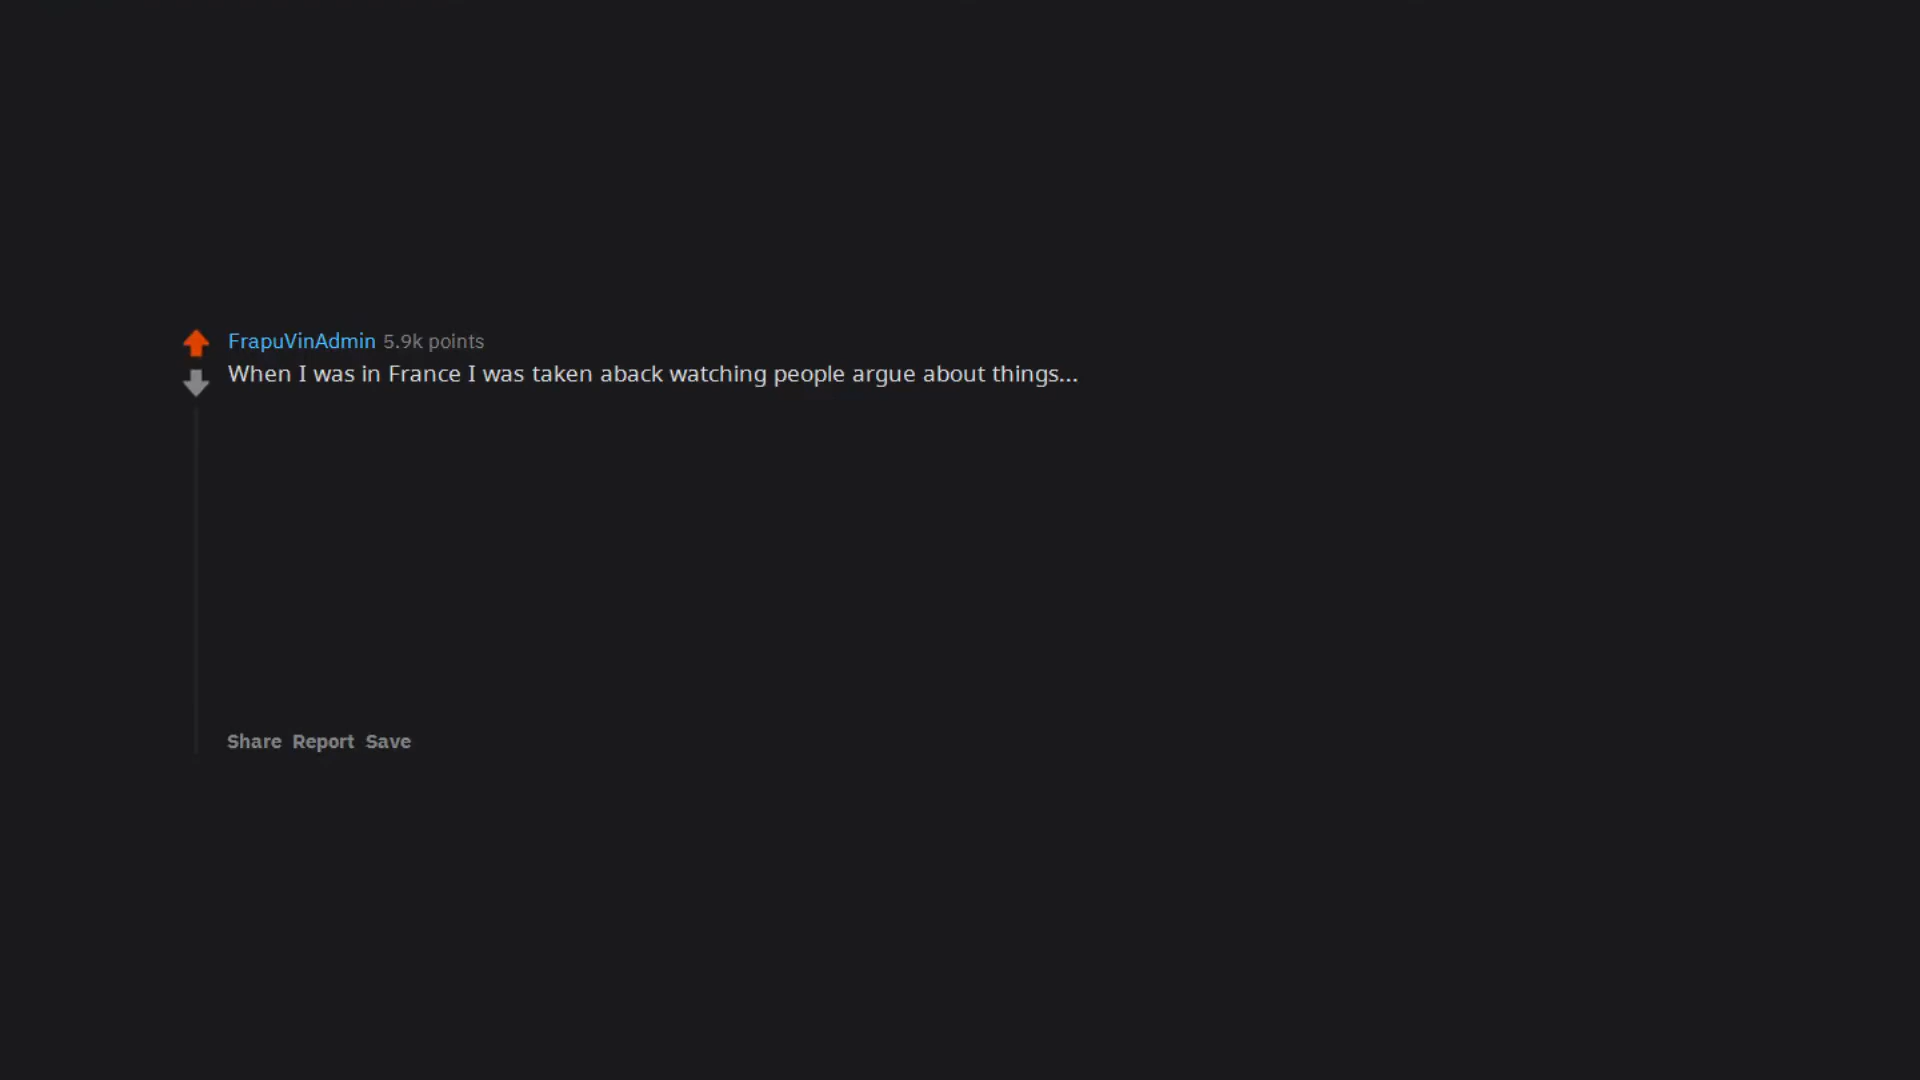 FrapuVinAdmin 5.9k points
When I was in France I was taken aback watching people argue about things...
Share Report Save